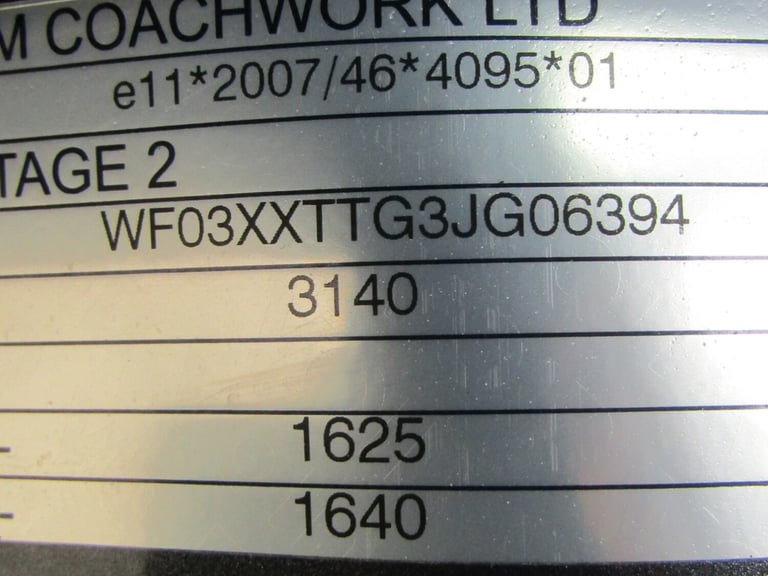 M COACHWORK LTD
e11*2007/46*4095*01
TAGE 2
WF03XXTTG3JG06394
3140
- 1625
- 1640